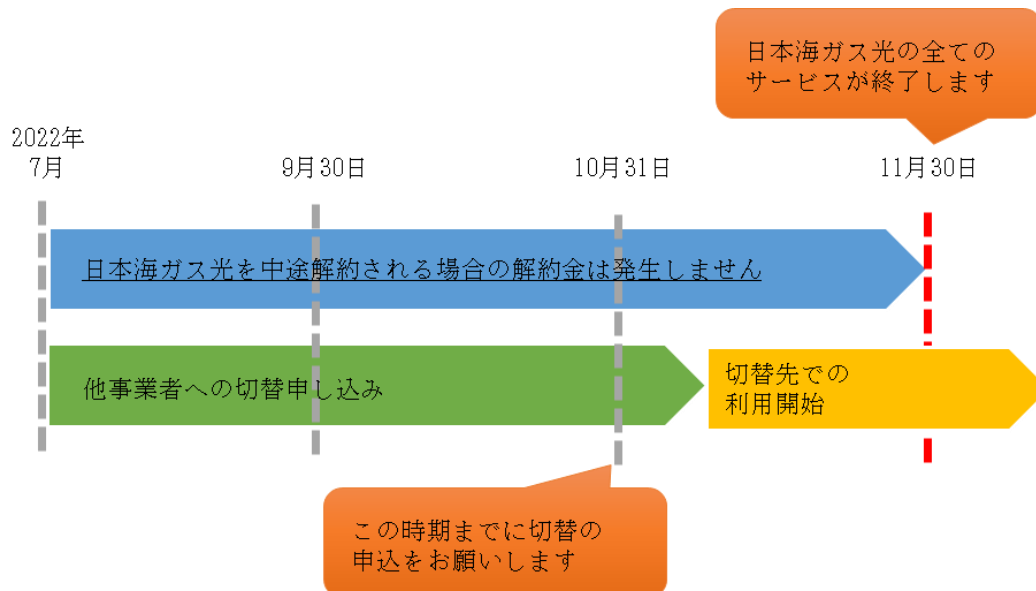 日本海ガス光の全ての
サービスが終了します
2022年
7月
9月30日
10月31日
11月30日
日本海ガス光を中途解約される場合の解約金は発生しません
他事業者への切替申し込み
切替先での
利用開始
この時期までに切替の
申込をお願いします